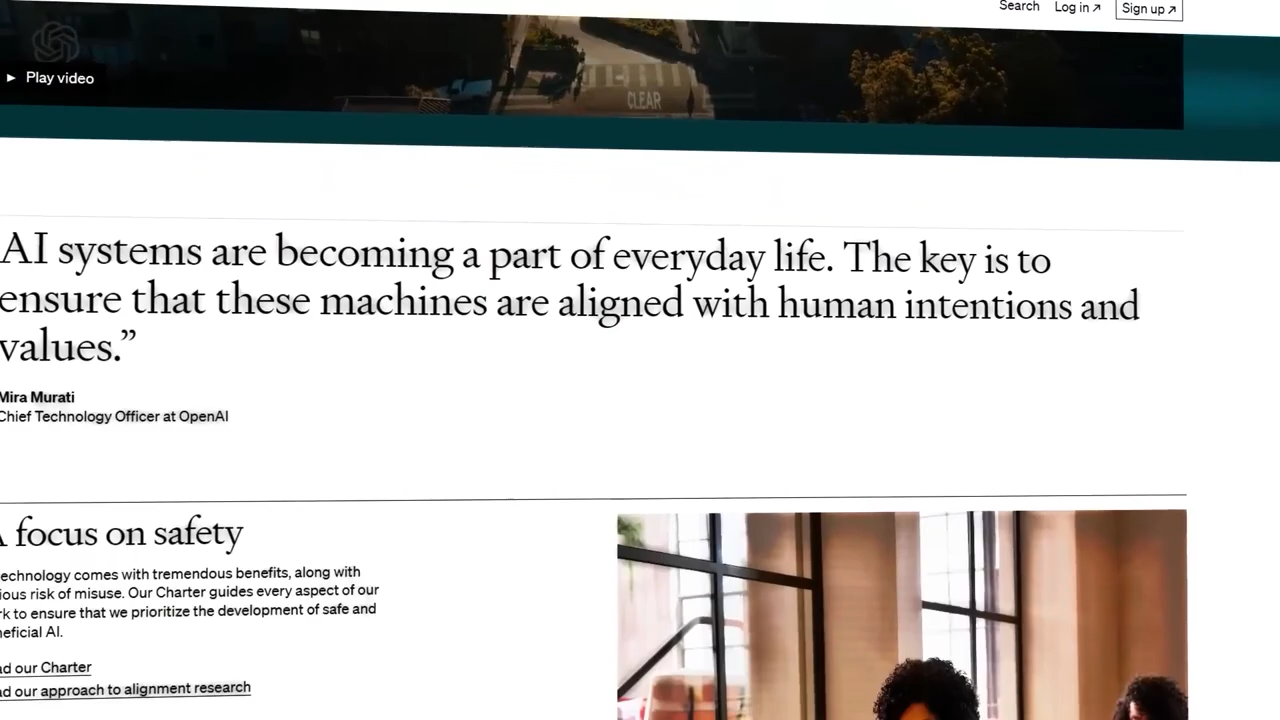 Search Log in ↗ Sign up ↗
► Play video
CLEAR
AI systems are becoming a part of everyday life. The key is to
ensure that these machines are aligned with human intentions and
values.”
Mira Murati
Chief Technology Officer at OpenAI
focus on safety
echnology comes with tremendous benefits, along with
ious risk of misuse. Our Charter guides every aspect of our
rk to ensure that we prioritize the development of safe and
neficial AI.
ad our Charter
ad our approach to alignment research